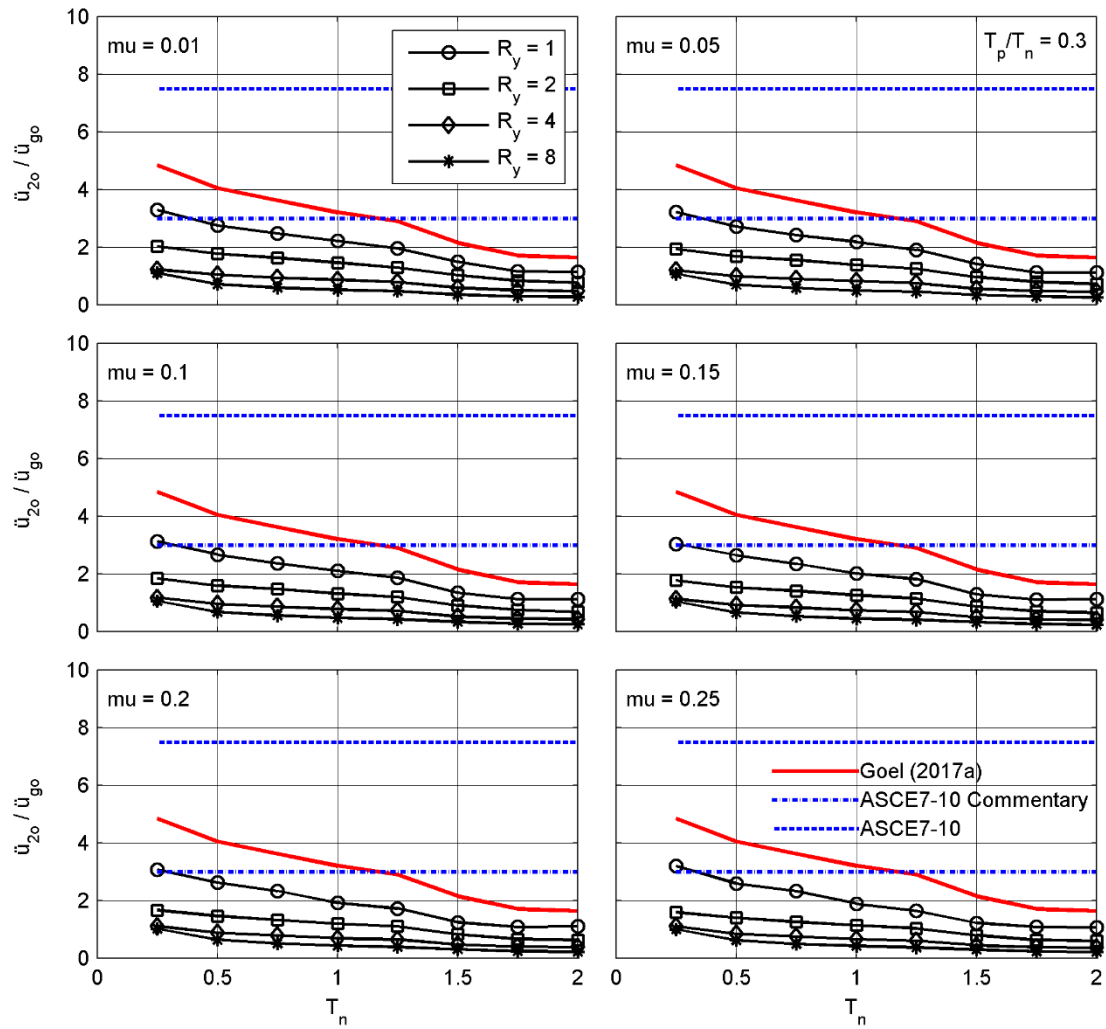 10
8
6
4
2
0
ü₂ₒ / ü₉ₒ
mu = 0.01
R_y = 1
R_y = 2
R_y = 4
R_y = 8
mu = 0.05
T_p/T_n = 0.3
10
8
6
4
2
0
ü_2o / ü_go
mu = 0.1
mu = 0.15
10
8
6
4
2
0
ü_2o / ü_go
mu = 0.2
mu = 0.25
Goel (2017a)
ASCE7-10 Commentary
ASCE7-10
0
0.5
1
1.5
2
0
0.5
1
1.5
2
T_n
T_n